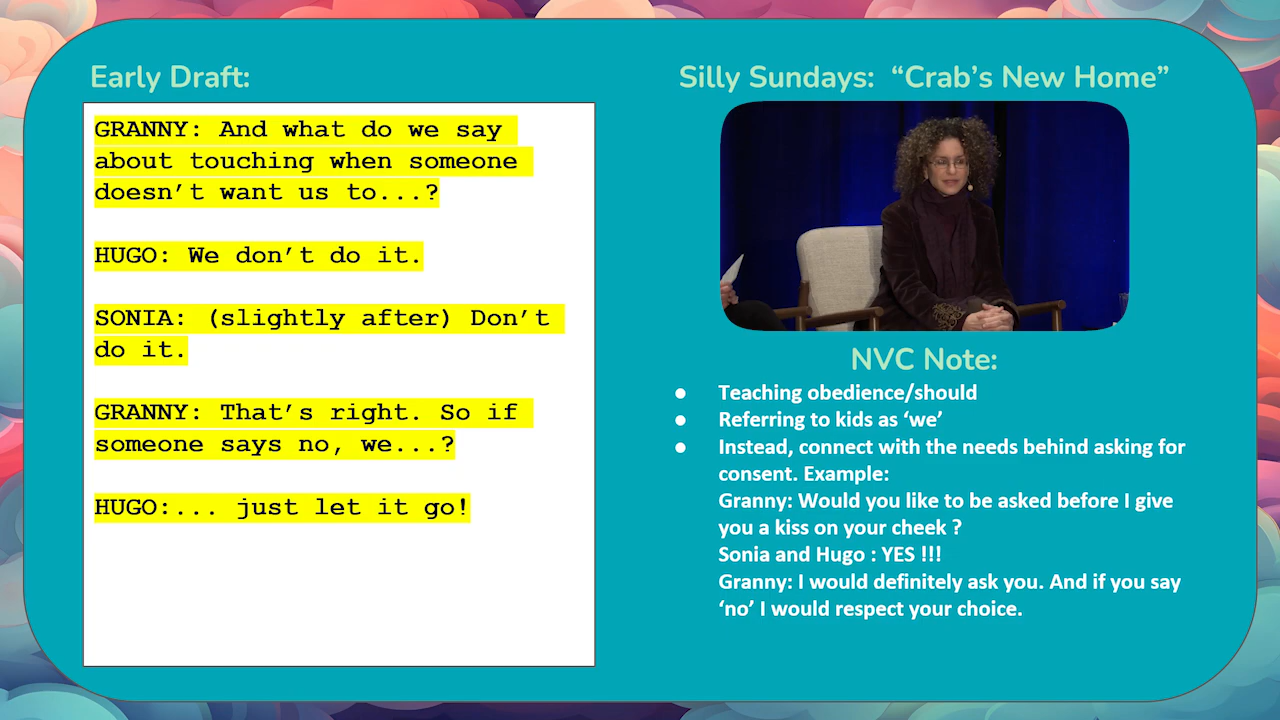 Early Draft:
GRANNY: And what do we say
about touching when someone
doesn’t want us to...?
HUGO: We don’t do it.
SONIA: (slightly after) Don’t
do it.
GRANNY: That’s right. So if
someone says no, we...?
HUGO:... just let it go!
Silly Sundays: “Crab’s New Home”
NVC Note:
● Teaching obedience/should
● Referring to kids as ‘we’
● Instead, connect with the needs behind asking for
consent. Example:
Granny: Would you like to be asked before I give
you a kiss on your cheek ?
Sonia and Hugo : YES !!!
Granny: I would definitely ask you. And if you say
‘no’ I would respect your choice.